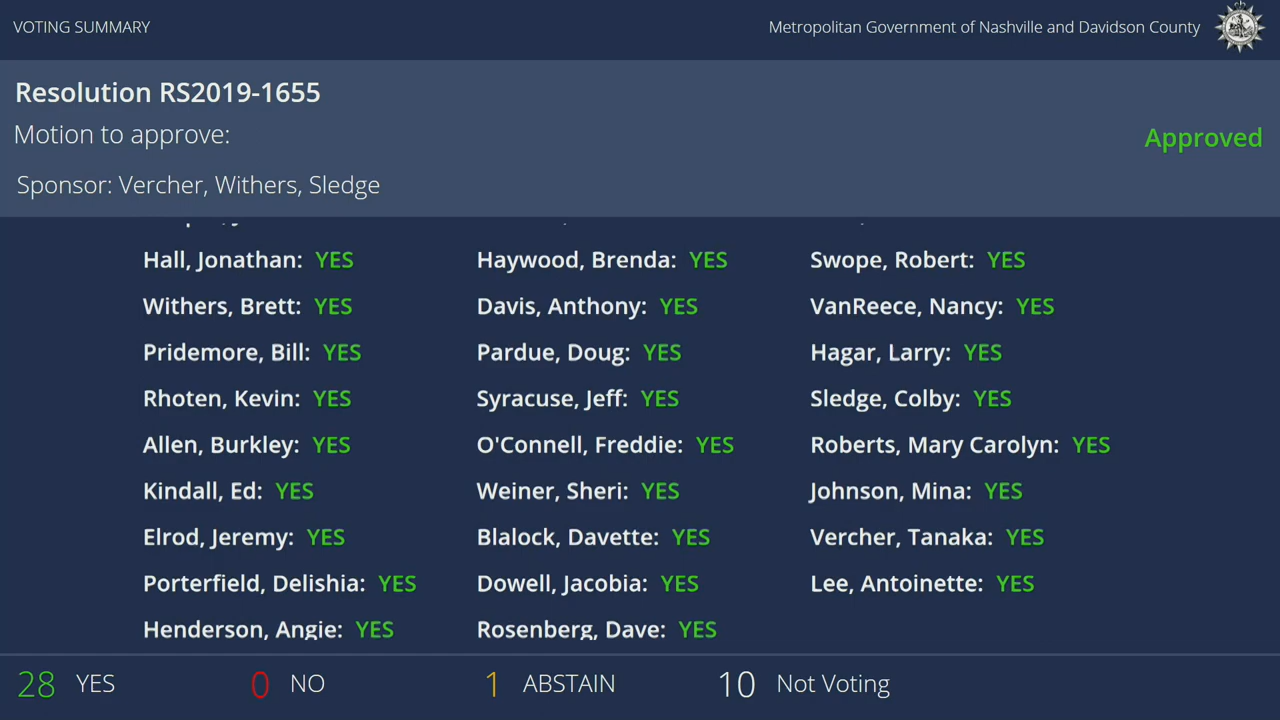 VOTING SUMMARY
Metropolitan Government of Nashville and Davidson County
Resolution RS2019-1655
Motion to approve:
Approved
Sponsor: Vercher, Withers, Sledge
Hall, Jonathan: YES Haywood, Brenda: YES Swope, Robert: YES
Withers, Brett: YES Davis, Anthony: YES VanReece, Nancy: YES
Pridemore, Bill: YES Pardue, Doug: YES Hagar, Larry: YES
Rhoten, Kevin: YES Syracuse, Jeff: YES Sledge, Colby: YES
Allen, Burkley: YES O'Connell, Freddie: YES Roberts, Mary Carolyn: YES
Kindall, Ed: YES Weiner, Sheri: YES Johnson, Mina: YES
Elrod, Jeremy: YES Blalock, Davette: YES Vercher, Tanaka: YES
Porterfield, Delishia: YES Dowell, Jacobia: YES Lee, Antoinette: YES
Henderson, Angie: YES Rosenberg, Dave: YES
28 YES 0 NO 1 ABSTAIN 10 Not Voting